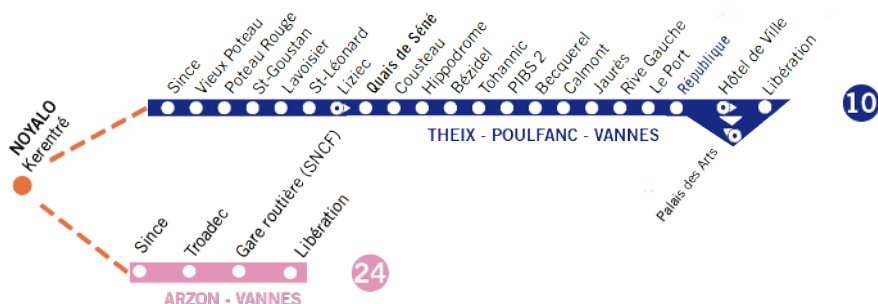 Since
Vieux Poteau
Poteau Rouge
St-Goustan
Lavoisier
St-Léonard
Liziec
Quais de Séné
Cousteau
Hippodrome
Bézidel
Tohannic
PIBS 2
Becquerel
Calmont
Jaurès
Rive Gauche
Le Port
République
Hôtel de Ville
Libération
10
THEIX - POULFANC - VANNES
Palais des Arts
NOYALO
Kerentré
Since
Troadec
Gare routière (SNCF)
Libération
24
ARZON - VANNES